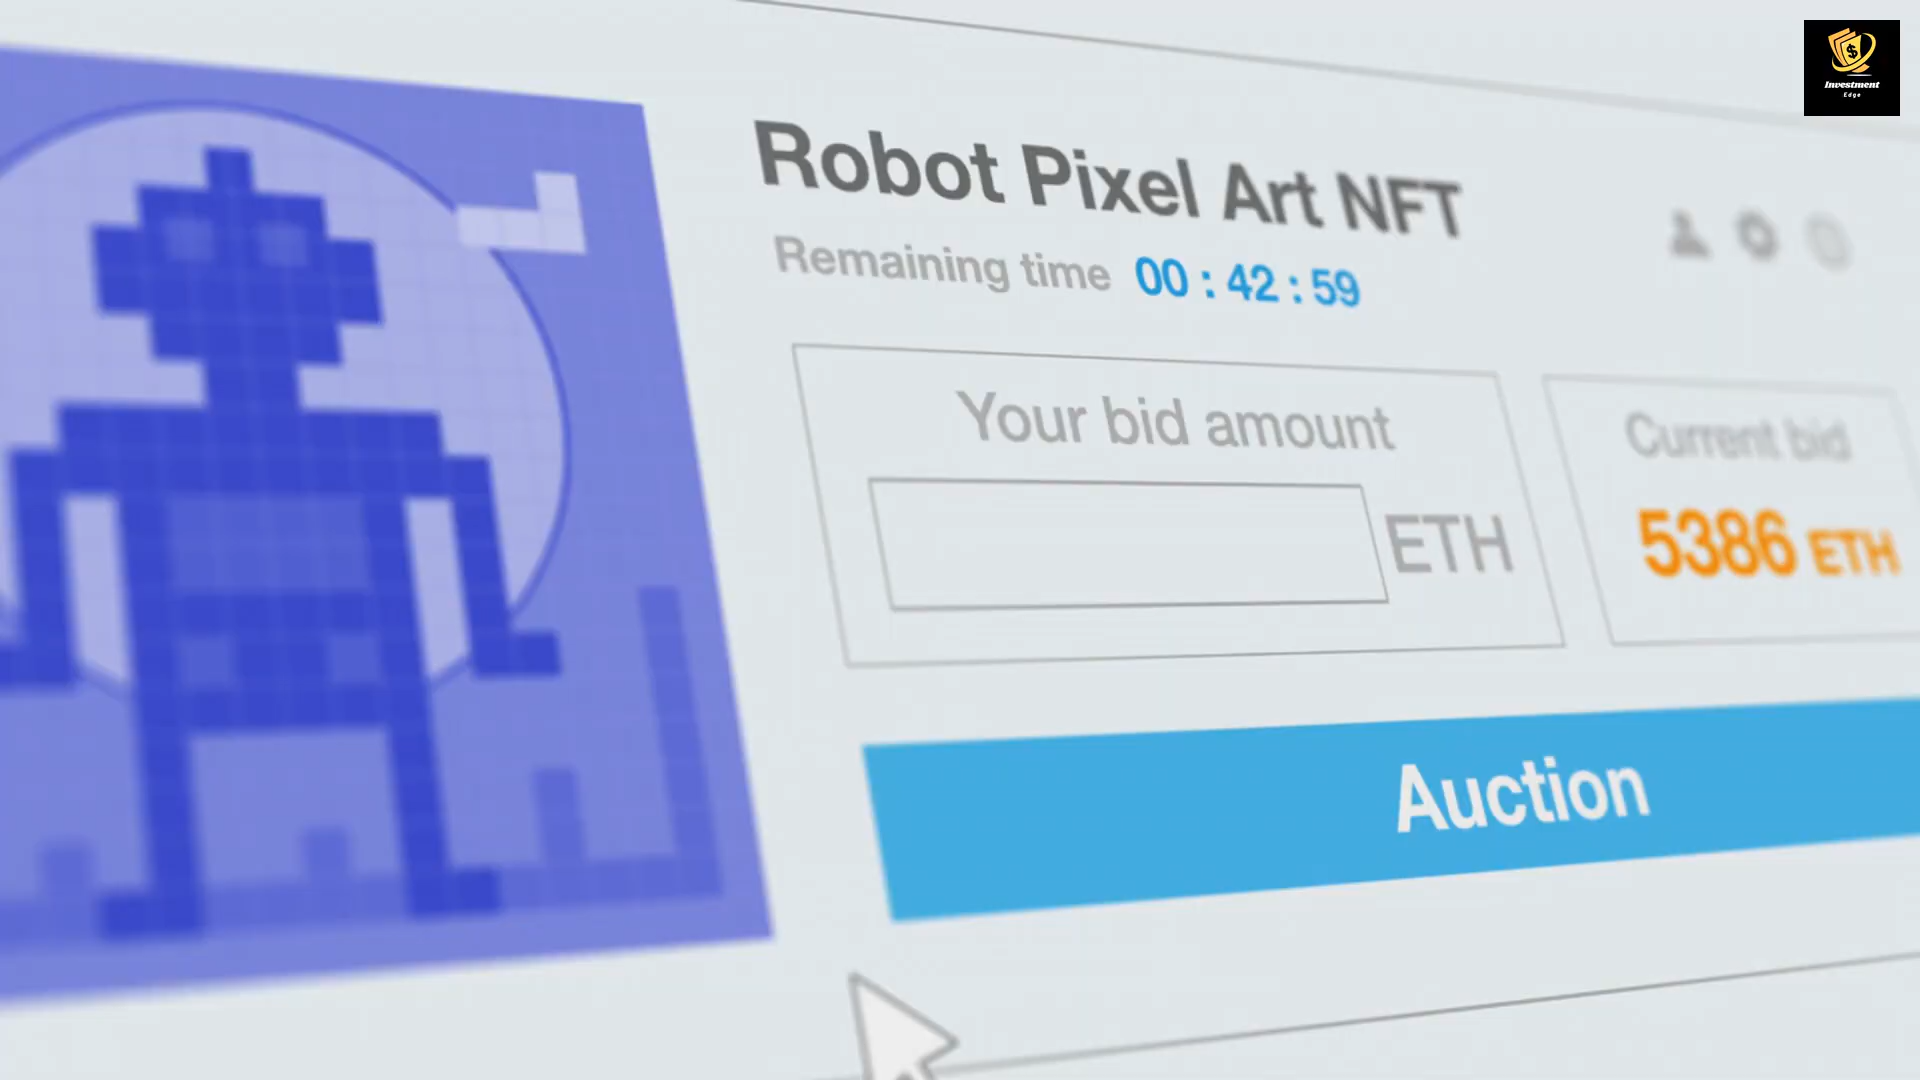 Investment
Edge
Robot Pixel Art NFT
Remaining time 00 : 42 : 59
Your bid amount
ETH
Current bid
5386 ETH
Auction